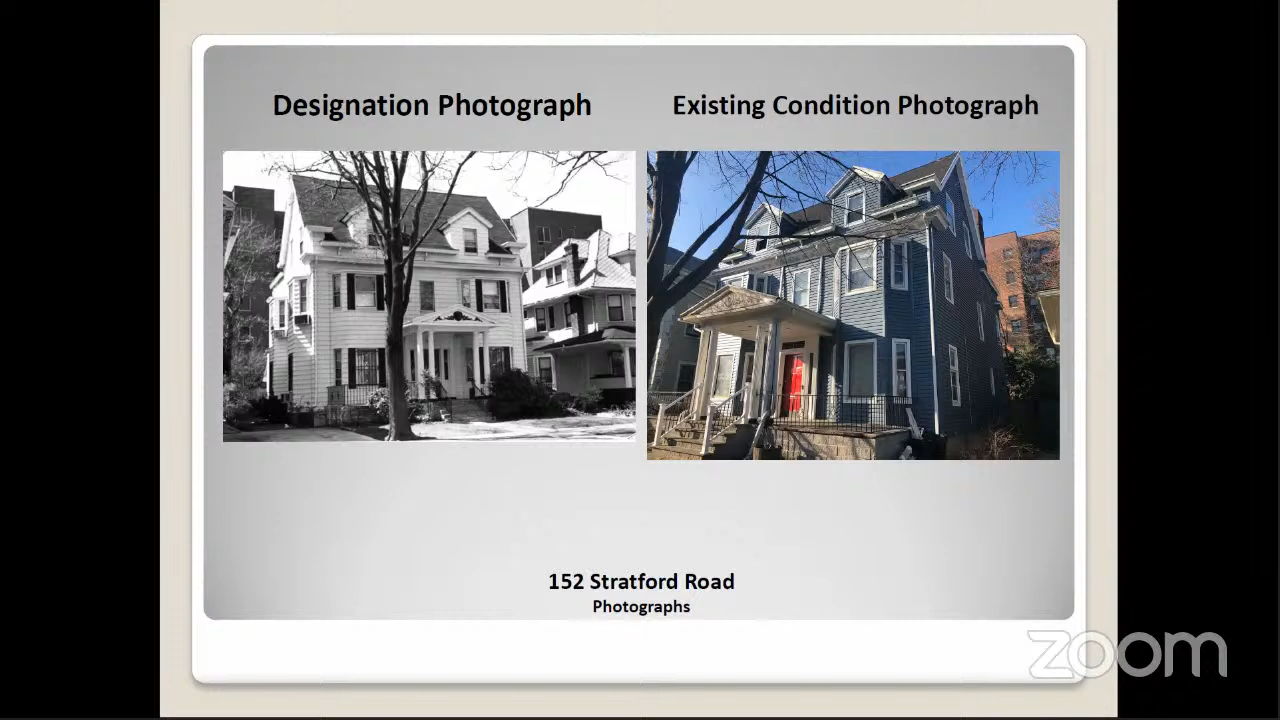 Designation Photograph
Existing Condition Photograph
152 Stratford Road
Photographs
zoom